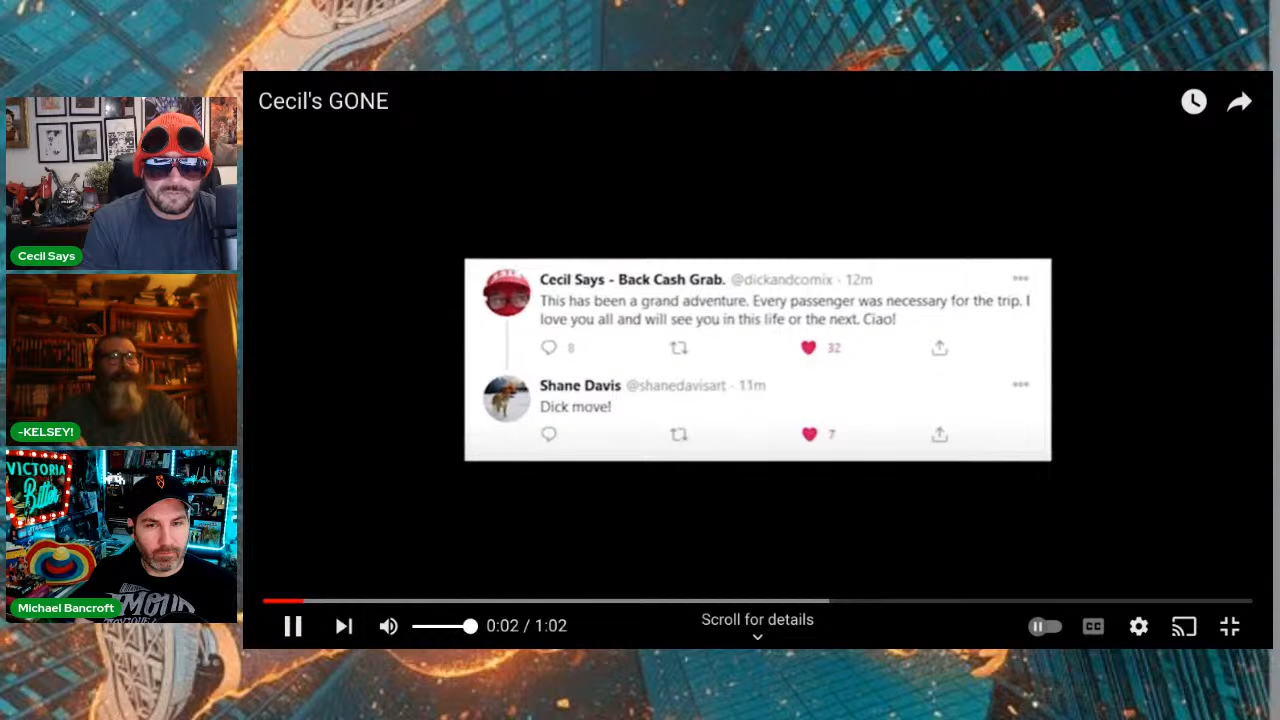 Cecil's GONE
Cecil Says - Back Cash Grab. @dickandcomix · 12m
This has been a grand adventure. Every passenger was necessary for the trip. I
love you all and will see you in this life or the next. Ciao!
8
32
Shane Davis @shanedavisart · 11m
Dick move!
7
0:02 / 1:02
Scroll for details
CC
Cecil Says
-KELSEY!
VICTORIA
Bitter
Michael Bancroft